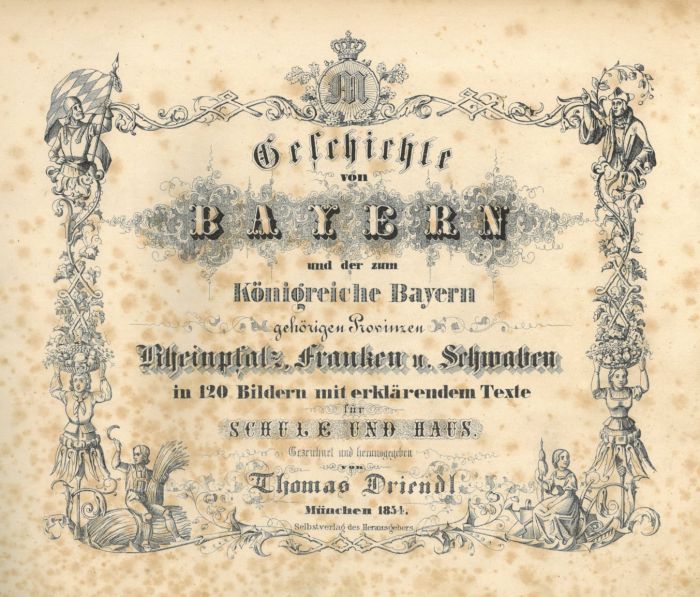 M
Geschichte
von
BAYERN
und der zum
Königreiche Bayern
gehörigen Provinzen
Rheinpfalz, Franken u. Schwaben
in 120 Bildern mit erklärendem Texte
für
SCHULE UND HAUS.
Gezeichnet und herausgegeben
von
Thomas Driendl.
München 1854.
Selbstverlag des Herausgebers.